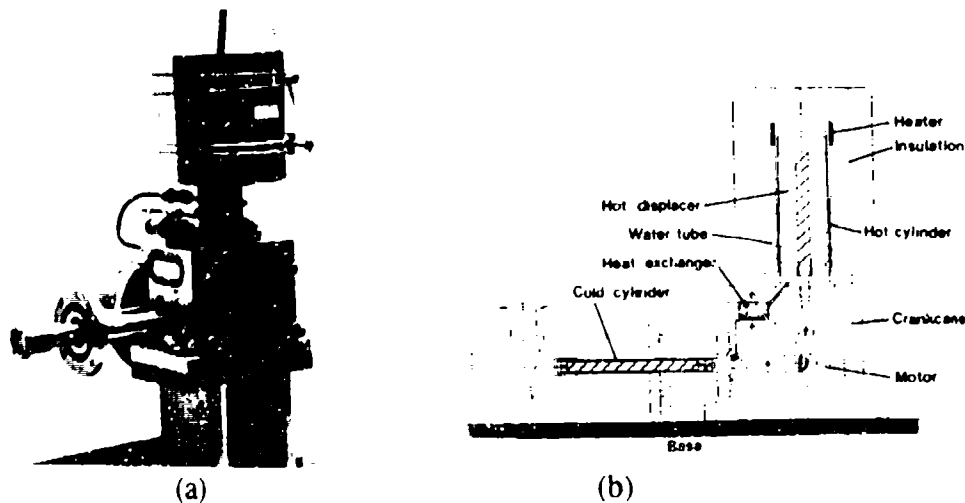 Heater
Insulation
Hot displacer
Water tube
Hot cylinder
Heat exchanger
Cold cylinder
Crankcase
Motor
Base
(a)
(b)